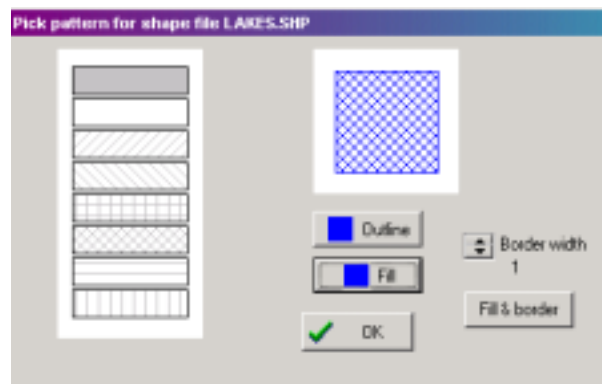 Pick pattern for shape file LAKES.SHP
Outline
Fill
Border width
1
OK
Fill & border